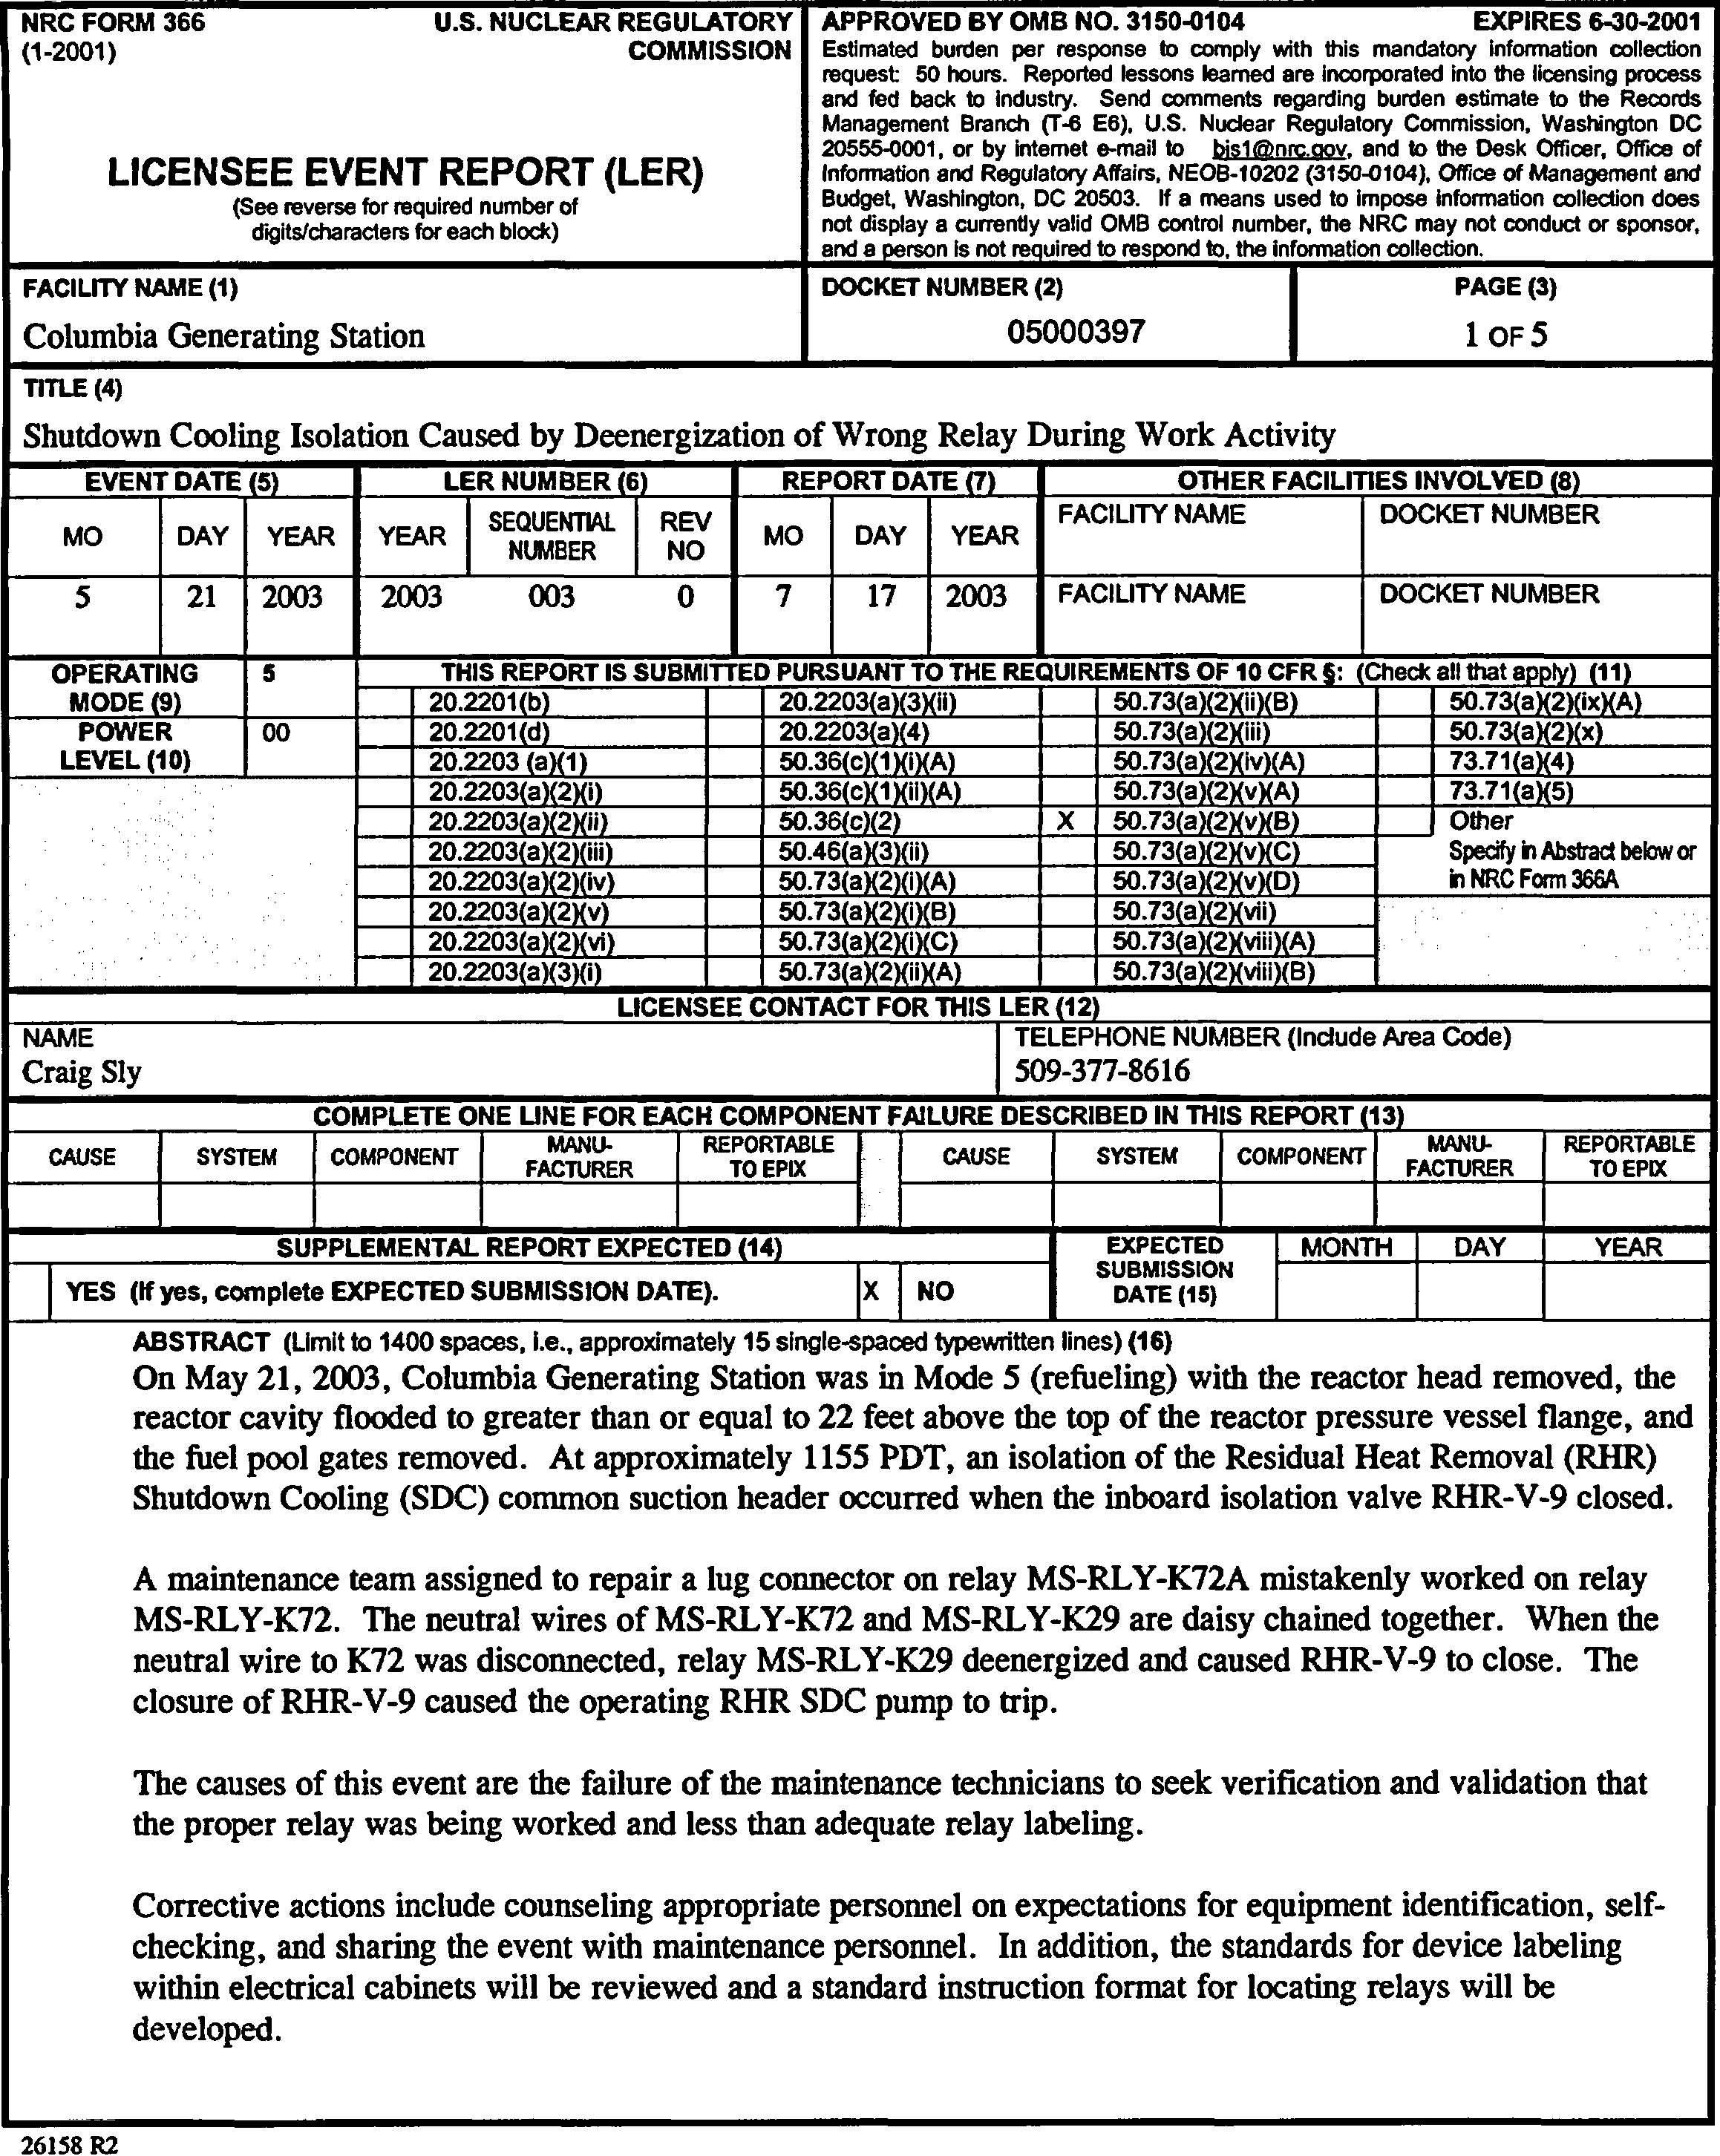 NRC FORM 366 U.S. NUCLEAR REGULATORY
(1-2001) COMMISSION
LICENSEE EVENT REPORT (LER)
(See reverse for required number of
digits/characters for each block)
APPROVED BY OMB NO. 3150-0104 EXPIRES 6-30-2001
Estimated burden per response to comply with this mandatory information collection
request: 50 hours. Reported lessons learned are incorporated into the licensing process
and fed back to industry. Send comments regarding burden estimate to the Records
Management Branch (T-6 E6), U.S. Nuclear Regulatory Commission, Washington DC
20555-0001, or by internet e-mail to bjs1@nrc.gov, and to the Desk Officer, Office of
Information and Regulatory Affairs, NEOB-10202 (3150-0104), Office of Management and
Budget, Washington, DC 20503. If a means used to impose information collection does
not display a currently valid OMB control number, the NRC may not conduct or sponsor,
and a person is not required to respond to, the information collection.
FACILITY NAME (1) DOCKET NUMBER (2) PAGE (3)
Columbia Generating Station 05000397 1 OF 5
TITLE (4)
Shutdown Cooling Isolation Caused by Deenergization of Wrong Relay During Work Activity
EVENT DATE (5) LER NUMBER (6) REPORT DATE (7) OTHER FACILITIES INVOLVED (8)
MO DAY YEAR YEAR SEQUENTIAL NUMBER REV NO MO DAY YEAR FACILITY NAME DOCKET NUMBER
5 21 2003 2003 003 0 7 17 2003 FACILITY NAME DOCKET NUMBER
OPERATING MODE (9) 5 THIS REPORT IS SUBMITTED PURSUANT TO THE REQUIREMENTS OF 10 CFR §: (Check all that apply) (11)
20.2201(b) 20.2203(a)(3)(ii) 50.73(a)(2)(ii)(B) 50.73(a)(2)(ix)(A)
POWER LEVEL (10) 00 20.2201(d) 20.2203(a)(4) 50.73(a)(2)(iii) 50.73(a)(2)(x)
20.2203 (a)(1) 50.36(c)(1)(i)(A) 50.73(a)(2)(iv)(A) 73.71(a)(4)
20.2203(a)(2)(i) 50.36(c)(1)(ii)(A) 50.73(a)(2)(v)(A) 73.71(a)(5)
20.2203(a)(2)(ii) 50.36(c)(2) X 50.73(a)(2)(v)(B) Other
20.2203(a)(2)(iii) 50.46(a)(3)(ii) 50.73(a)(2)(v)(C) Specify in Abstract below or
20.2203(a)(2)(iv) 50.73(a)(2)(i)(A) 50.73(a)(2)(v)(D) in NRC Form 366A
20.2203(a)(2)(v) 50.73(a)(2)(i)(B) 50.73(a)(2)(vii)
20.2203(a)(2)(vi) 50.73(a)(2)(i)(C) 50.73(a)(2)(viii)(A)
20.2203(a)(3)(i) 50.73(a)(2)(ii)(A) 50.73(a)(2)(viii)(B)
LICENSEE CONTACT FOR THIS LER (12)
NAME TELEPHONE NUMBER (Include Area Code)
Craig Sly 509-377-8616
COMPLETE ONE LINE FOR EACH COMPONENT FAILURE DESCRIBED IN THIS REPORT (13)
CAUSE SYSTEM COMPONENT MANU-FACTURER REPORTABLE TO EPIX CAUSE SYSTEM COMPONENT MANU-FACTURER REPORTABLE TO EPIX
SUPPLEMENTAL REPORT EXPECTED (14) EXPECTED SUBMISSION DATE (15) MONTH DAY YEAR
YES (If yes, complete EXPECTED SUBMISSION DATE). X NO
ABSTRACT (Limit to 1400 spaces, i.e., approximately 15 single-spaced typewritten lines) (16)
On May 21, 2003, Columbia Generating Station was in Mode 5 (refueling) with the reactor head removed, the
reactor cavity flooded to greater than or equal to 22 feet above the top of the reactor pressure vessel flange, and
the fuel pool gates removed. At approximately 1155 PDT, an isolation of the Residual Heat Removal (RHR)
Shutdown Cooling (SDC) common suction header occurred when the inboard isolation valve RHR-V-9 closed.
A maintenance team assigned to repair a lug connector on relay MS-RLY-K72A mistakenly worked on relay
MS-RLY-K72. The neutral wires of MS-RLY-K72 and MS-RLY-K29 are daisy chained together. When the
neutral wire to K72 was disconnected, relay MS-RLY-K29 deenergized and caused RHR-V-9 to close. The
closure of RHR-V-9 caused the operating RHR SDC pump to trip.
The causes of this event are the failure of the maintenance technicians to seek verification and validation that
the proper relay was being worked and less than adequate relay labeling.
Corrective actions include counseling appropriate personnel on expectations for equipment identification, self-
checking, and sharing the event with maintenance personnel. In addition, the standards for device labeling
within electrical cabinets will be reviewed and a standard instruction format for locating relays will be
developed.
26158 R2